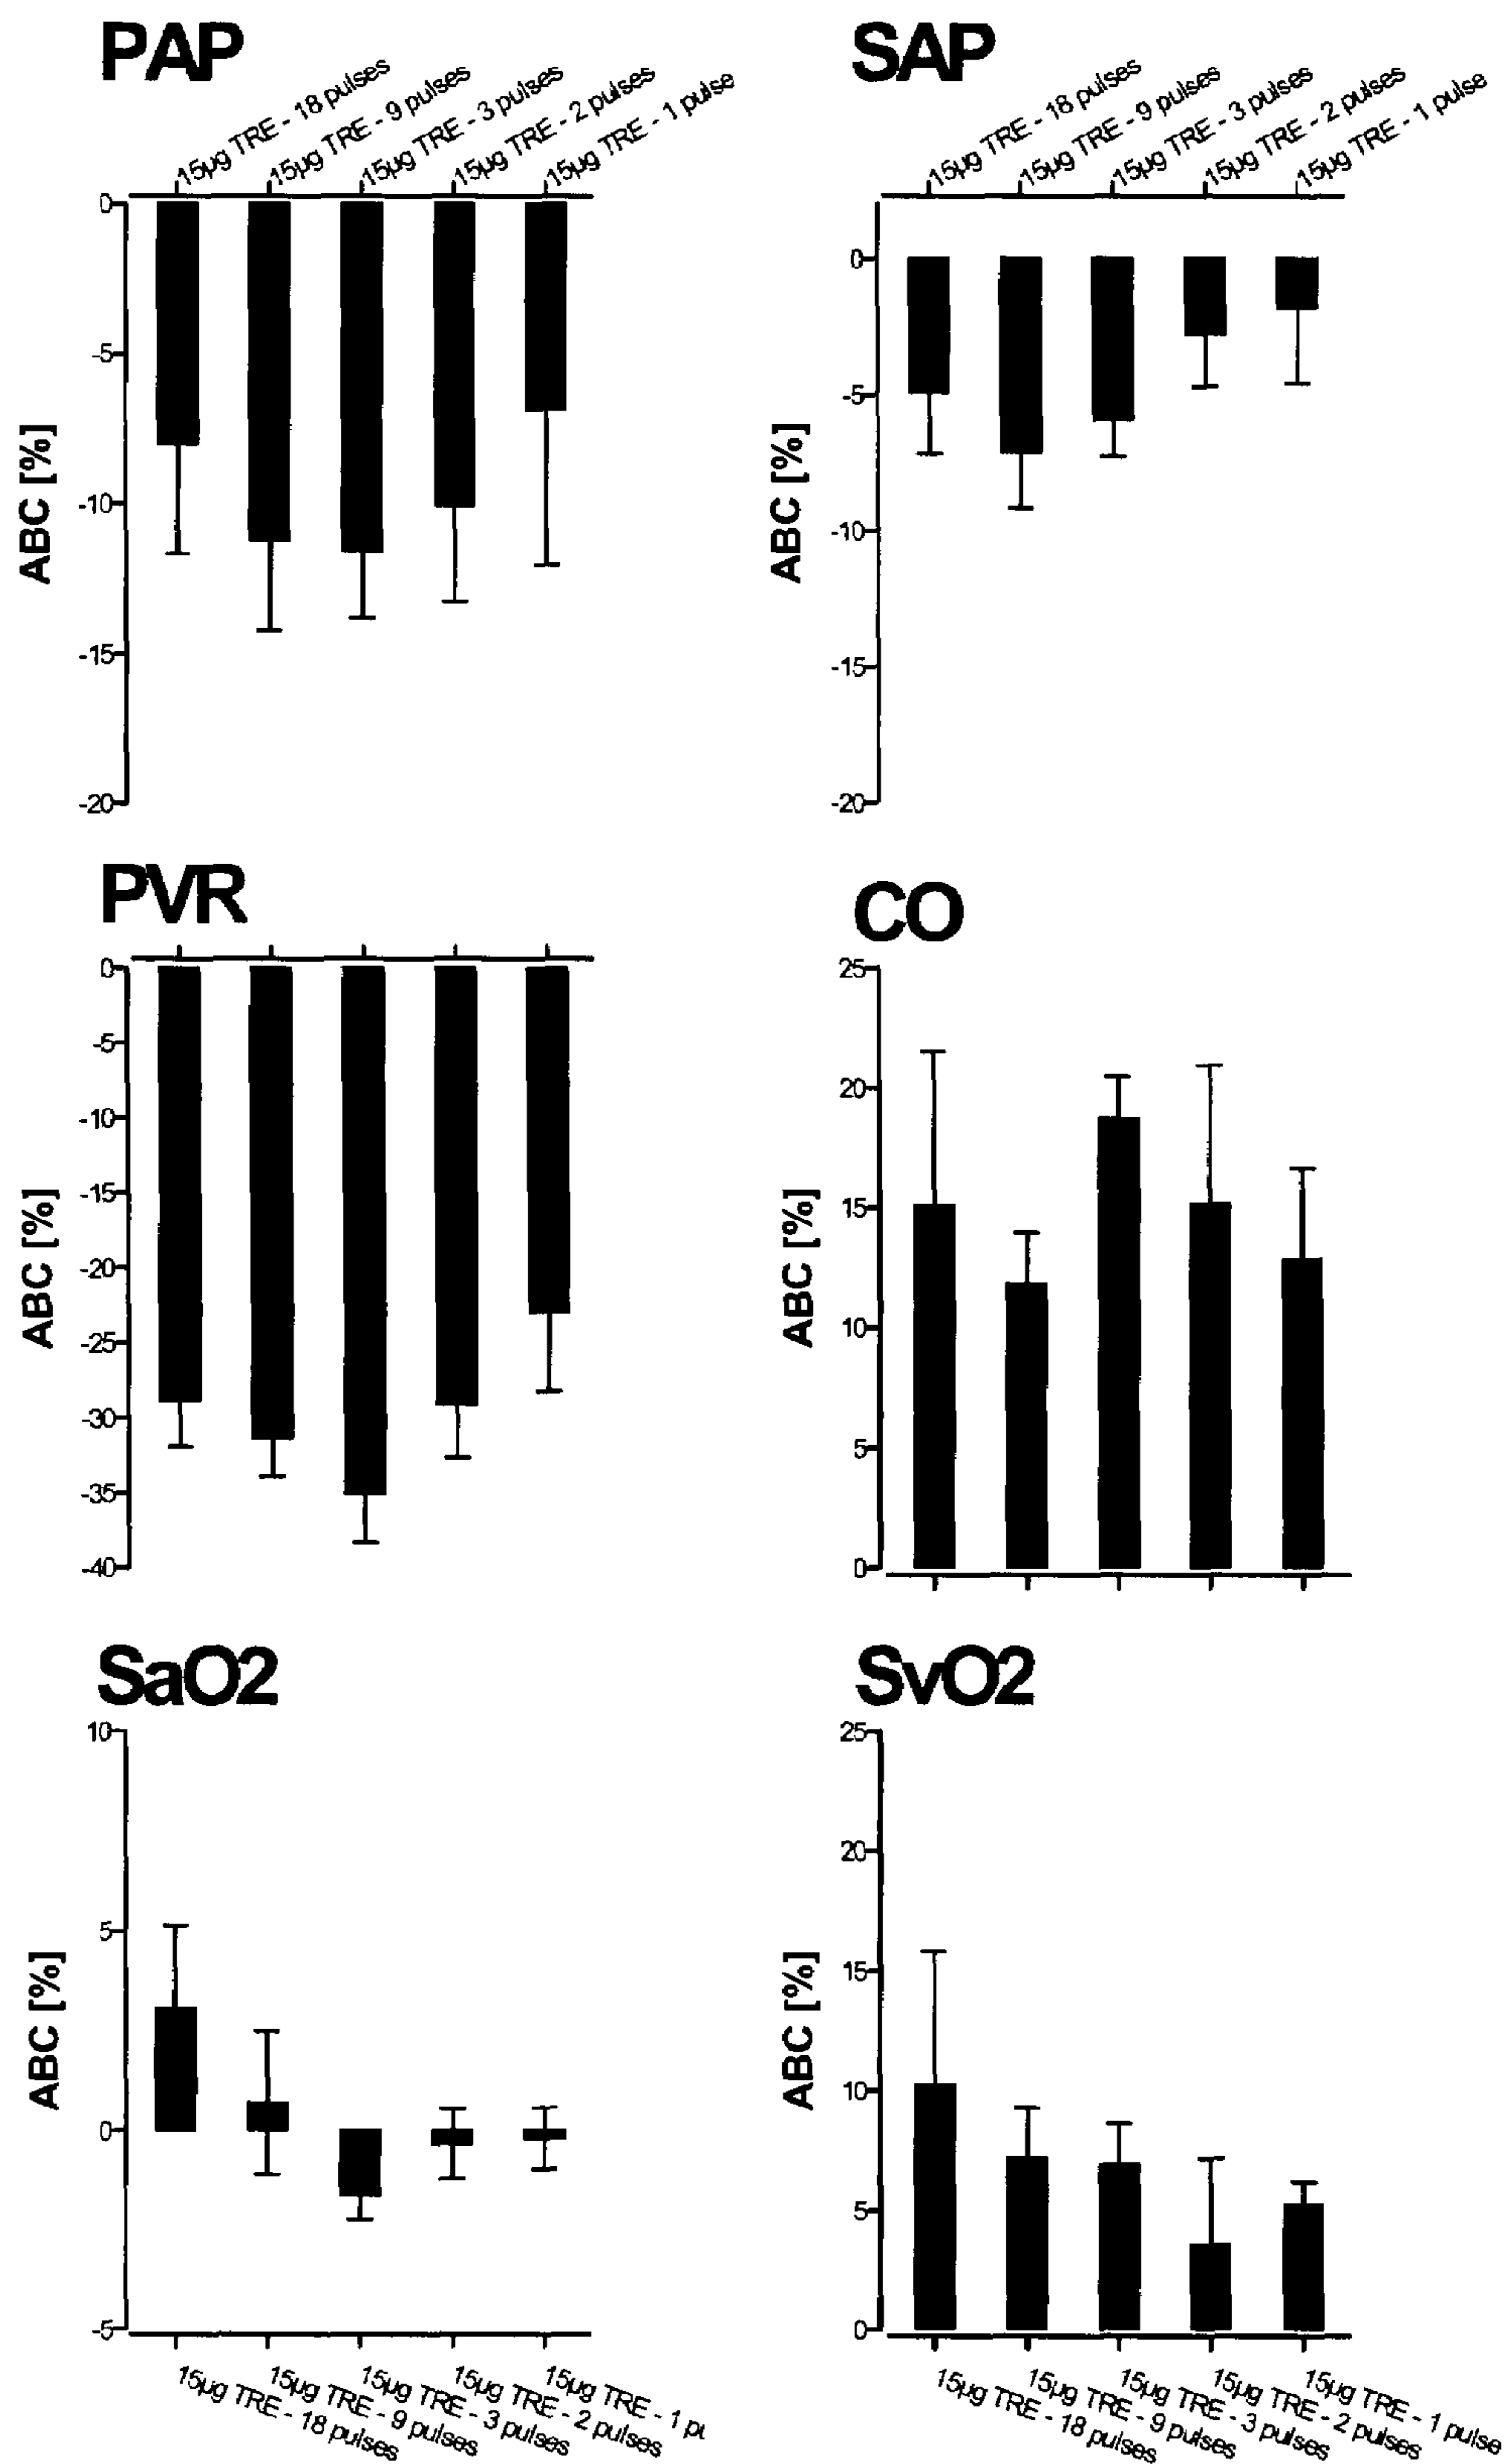 PAP
15µg TRE - 18 pulses
15µg TRE - 9 pulses
15µg TRE - 3 pulses
15µg TRE - 2 pulses
15µg TRE - 1 pulse
0
-5
-10
-15
-20
ABC [%]
SAP
15µg TRE - 18 pulses
15µg TRE - 9 pulses
15µg TRE - 3 pulses
15µg TRE - 2 pulses
15µg TRE - 1 pulse
0
-5
-10
-15
-20
ABC [%]
PVR
0
-5
-10
-15
-20
-25
-30
-35
-40
ABC [%]
CO
25
20
15
10
5
0
ABC [%]
SaO2
10
5
0
-5
ABC [%]
15µg TRE - 18 pulses
15µg TRE - 9 pulses
15µg TRE - 3 pulses
15µg TRE - 2 pulses
15µg TRE - 1 pu
SvO2
25
20
15
10
5
0
ABC [%]
15µg TRE - 18 pulses
15µg TRE - 9 pulses
15µg TRE - 3 pulses
15µg TRE - 2 pulses
15µg TRE - 1 pulse